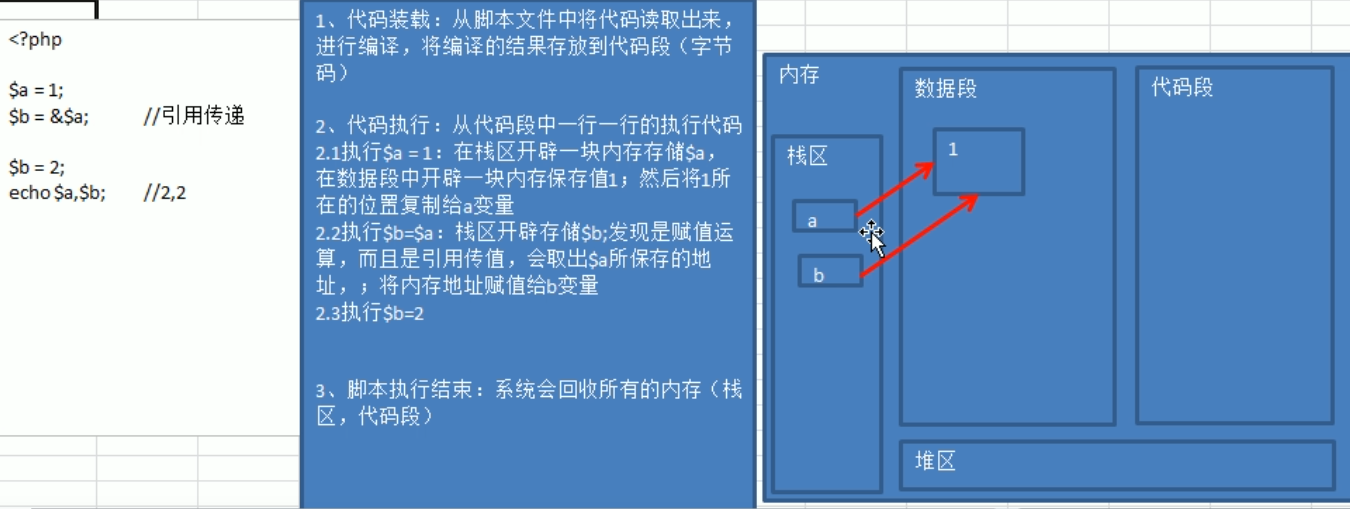 <?php
$a = 1;
$b = &$a; //引用传递
$b = 2;
echo $a,$b; //2,2
1、代码装载：从脚本文件中将代码读取出来，
进行编译，将编译的结果存放到代码段（字节
码）
2、代码执行：从代码段中一行一行的执行代码
2.1执行$a = 1：在栈区开辟一块内存存储$a，
在数据段中开辟一块内存保存值1；然后将1所
在的位置复制给a变量
2.2执行$b=$a：栈区开辟存储$b;发现是赋值运
算，而且是引用传值，会取出$a所保存的地
址，；将内存地址赋值给b变量
2.3执行$b=2
3、脚本执行结束：系统会回收所有的内存（栈
区，代码段）
内存
数据段
代码段
1
栈区
a
b
堆区